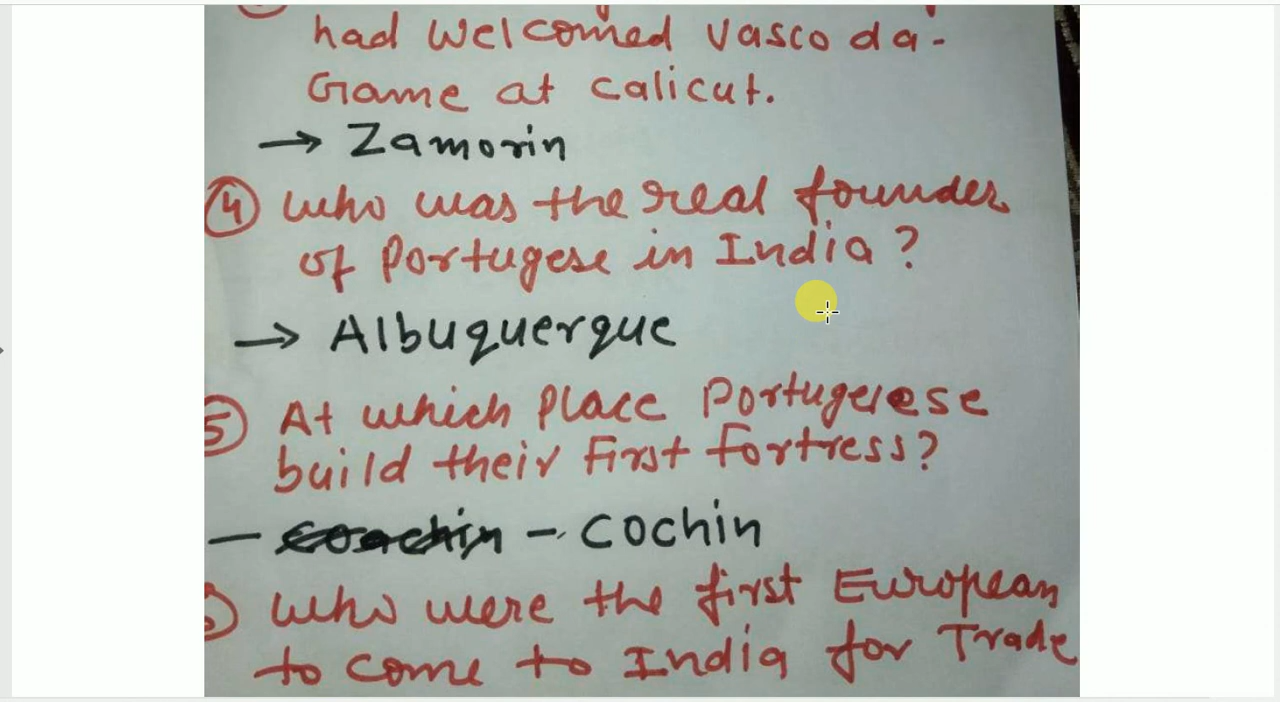 had Welcomed Vasco da-
Game at Calicut.
→ Zamorin
④ Who was the real founder
of Portugese in India ?
→ Albuquerque
⑤ At which Place Portugerese
build their First fortress?
— Coachin - Cochin
Who were the first European
to come to India for Trade